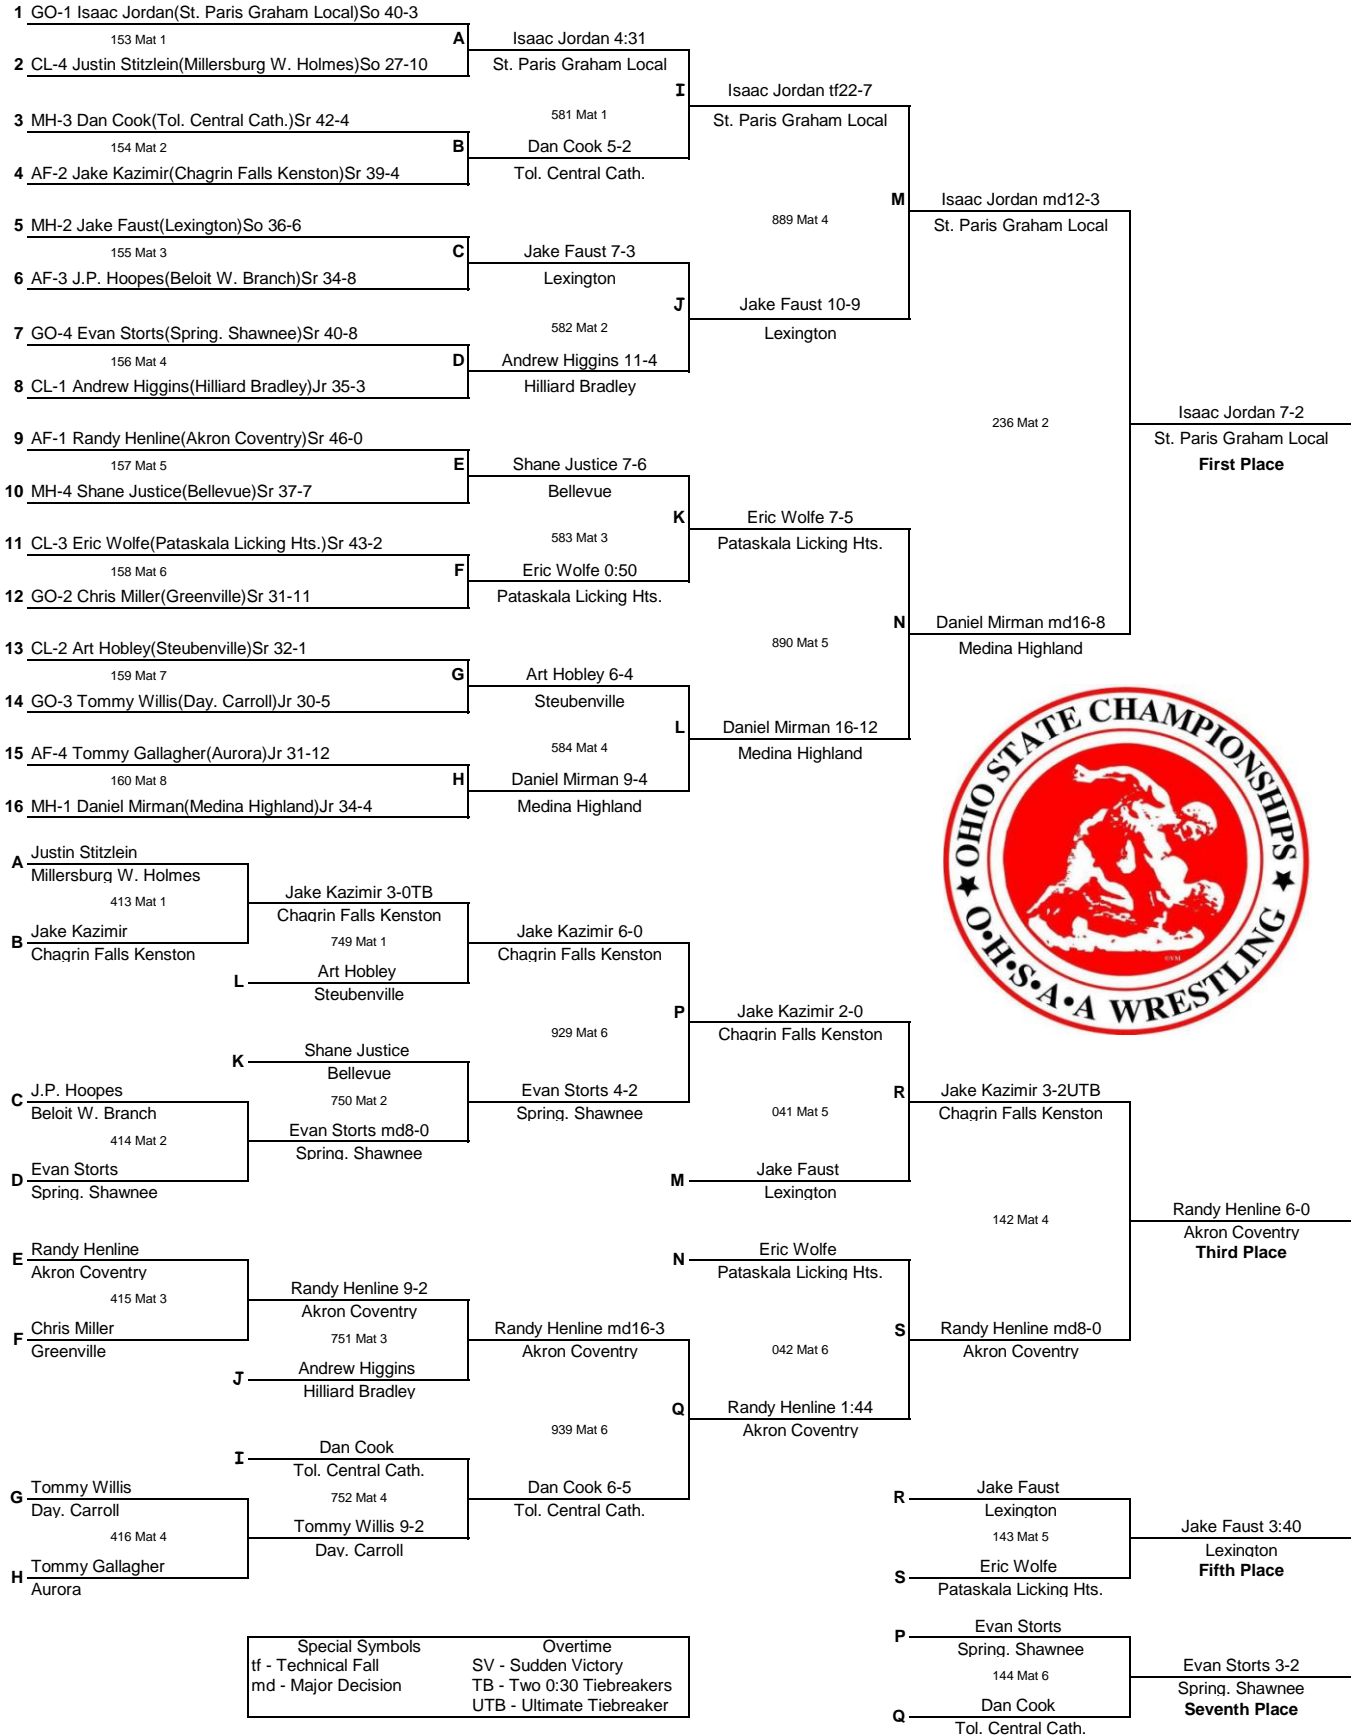 1 GO-1 Isaac Jordan(St. Paris Graham Local)So 40-3
153 Mat 1
A
2 CL-4 Justin Stitzlein(Millersburg W. Holmes)So 27-10
Isaac Jordan 4:31
St. Paris Graham Local
581 Mat 1
I
3 MH-3 Dan Cook(Tol. Central Cath.)Sr 42-4
154 Mat 2
B
4 AF-2 Jake Kazimir(Chagrin Falls Kenston)Sr 39-4
Dan Cook 5-2
Tol. Central Cath.
Isaac Jordan tf22-7
St. Paris Graham Local
889 Mat 4
M
5 MH-2 Jake Faust(Lexington)So 36-6
155 Mat 3
C
6 AF-3 J.P. Hoopes(Beloit W. Branch)Sr 34-8
Jake Faust 7-3
Lexington
582 Mat 2
J
7 GO-4 Evan Storts(Spring. Shawnee)Sr 40-8
156 Mat 4
D
8 CL-1 Andrew Higgins(Hilliard Bradley)Jr 35-3
Andrew Higgins 11-4
Hilliard Bradley
Jake Faust 10-9
Lexington
Isaac Jordan md12-3
St. Paris Graham Local
236 Mat 2
Isaac Jordan 7-2
St. Paris Graham Local
First Place
9 AF-1 Randy Henline(Akron Coventry)Sr 46-0
157 Mat 5
E
10 MH-4 Shane Justice(Bellevue)Sr 37-7
Shane Justice 7-6
Bellevue
583 Mat 3
K
11 CL-3 Eric Wolfe(Pataskala Licking Hts.)Sr 43-2
158 Mat 6
F
12 GO-2 Chris Miller(Greenville)Sr 31-11
Eric Wolfe 0:50
Pataskala Licking Hts.
Eric Wolfe 7-5
Pataskala Licking Hts.
890 Mat 5
N
13 CL-2 Art Hobley(Steubenville)Sr 32-1
159 Mat 7
G
14 GO-3 Tommy Willis(Day. Carroll)Jr 30-5
Art Hobley 6-4
Steubenville
584 Mat 4
L
15 AF-4 Tommy Gallagher(Aurora)Jr 31-12
160 Mat 8
H
16 MH-1 Daniel Mirman(Medina Highland)Jr 34-4
Daniel Mirman 9-4
Medina Highland
Daniel Mirman 16-12
Medina Highland
Daniel Mirman md16-8
Medina Highland
★ OHIO STATE CHAMPIONSHIPS ★
O•H•S•A•A WRESTLING
A Justin Stitzlein
Millersburg W. Holmes
413 Mat 1
B Jake Kazimir
Chagrin Falls Kenston
Jake Kazimir 3-0TB
Chagrin Falls Kenston
749 Mat 1
L Art Hobley
Steubenville
Jake Kazimir 6-0
Chagrin Falls Kenston
929 Mat 6
P
K Shane Justice
Bellevue
750 Mat 2
C J.P. Hoopes
Beloit W. Branch
414 Mat 2
D Evan Storts
Spring. Shawnee
Evan Storts md8-0
Spring. Shawnee
Evan Storts 4-2
Spring. Shawnee
Jake Kazimir 2-0
Chagrin Falls Kenston
041 Mat 5
R
M Jake Faust
Lexington
Jake Kazimir 3-2UTB
Chagrin Falls Kenston
142 Mat 4
Randy Henline 6-0
Akron Coventry
Third Place
E Randy Henline
Akron Coventry
415 Mat 3
F Chris Miller
Greenville
Randy Henline 9-2
Akron Coventry
751 Mat 3
J Andrew Higgins
Hilliard Bradley
Randy Henline md16-3
Akron Coventry
939 Mat 6
Q
I Dan Cook
Tol. Central Cath.
752 Mat 4
G Tommy Willis
Day. Carroll
416 Mat 4
H Tommy Gallagher
Aurora
Tommy Willis 9-2
Day. Carroll
Dan Cook 6-5
Tol. Central Cath.
N Eric Wolfe
Pataskala Licking Hts.
042 Mat 6
S
Randy Henline 1:44
Akron Coventry
Randy Henline md8-0
Akron Coventry
R Jake Faust
Lexington
143 Mat 5
S Eric Wolfe
Pataskala Licking Hts.
Jake Faust 3:40
Lexington
Fifth Place
P Evan Storts
Spring. Shawnee
144 Mat 6
Q Dan Cook
Tol. Central Cath.
Evan Storts 3-2
Spring. Shawnee
Seventh Place
Special Symbols Overtime
tf - Technical Fall SV - Sudden Victory
md - Major Decision TB - Two 0:30 Tiebreakers
UTB - Ultimate Tiebreaker